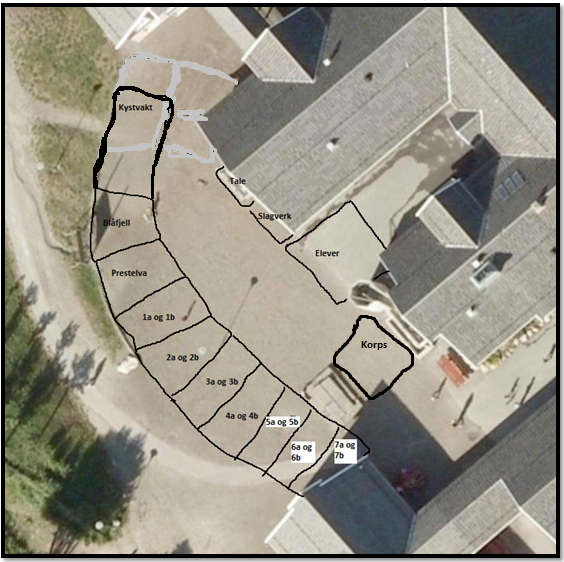 Kystvakt
Tale
Slagverk
Blåfjell
Elever
Prestelva
1a og 1b
Korps
2a og 2b
3a og 3b
4a og 4b
5a og 5b
6a og
6b
7a og
7b